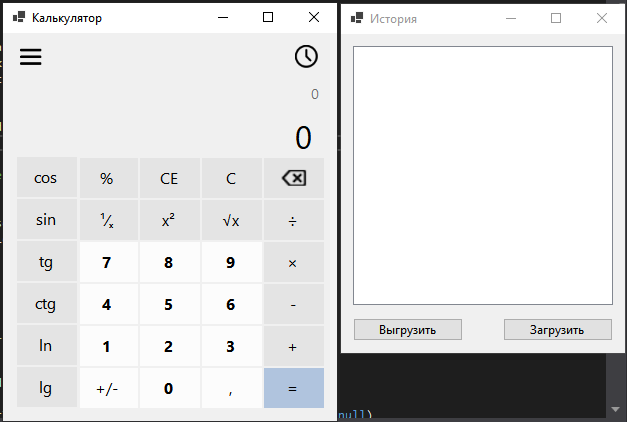 Калькулятор
0
0
cos % CE C
sin ¹⁄ₓ x² √x ÷
tg 7 8 9 ×
ctg 4 5 6 -
ln 1 2 3 +
lg +/- 0 , =
История
Выгрузить Загрузить
null)